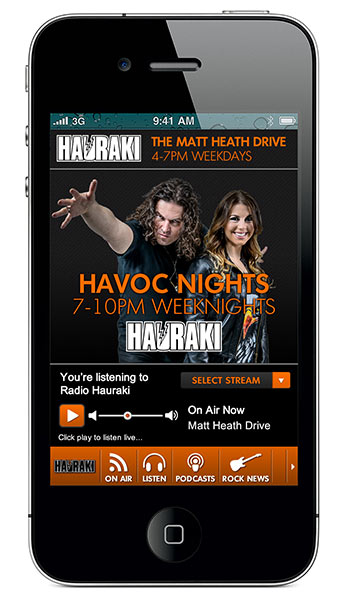 3G 9:41 AM
HAURAKI
THE MATT HEATH DRIVE
4-7PM WEEKDAYS
HAVOC NIGHTS
7-10PM WEEKNIGHTS
HAURAKI
You're listening to
Radio Hauraki
SELECT STREAM
On Air Now
Matt Heath Drive
Click play to listen live...
HAURAKI
ON AIR
LISTEN
PODCASTS
ROCK NEWS